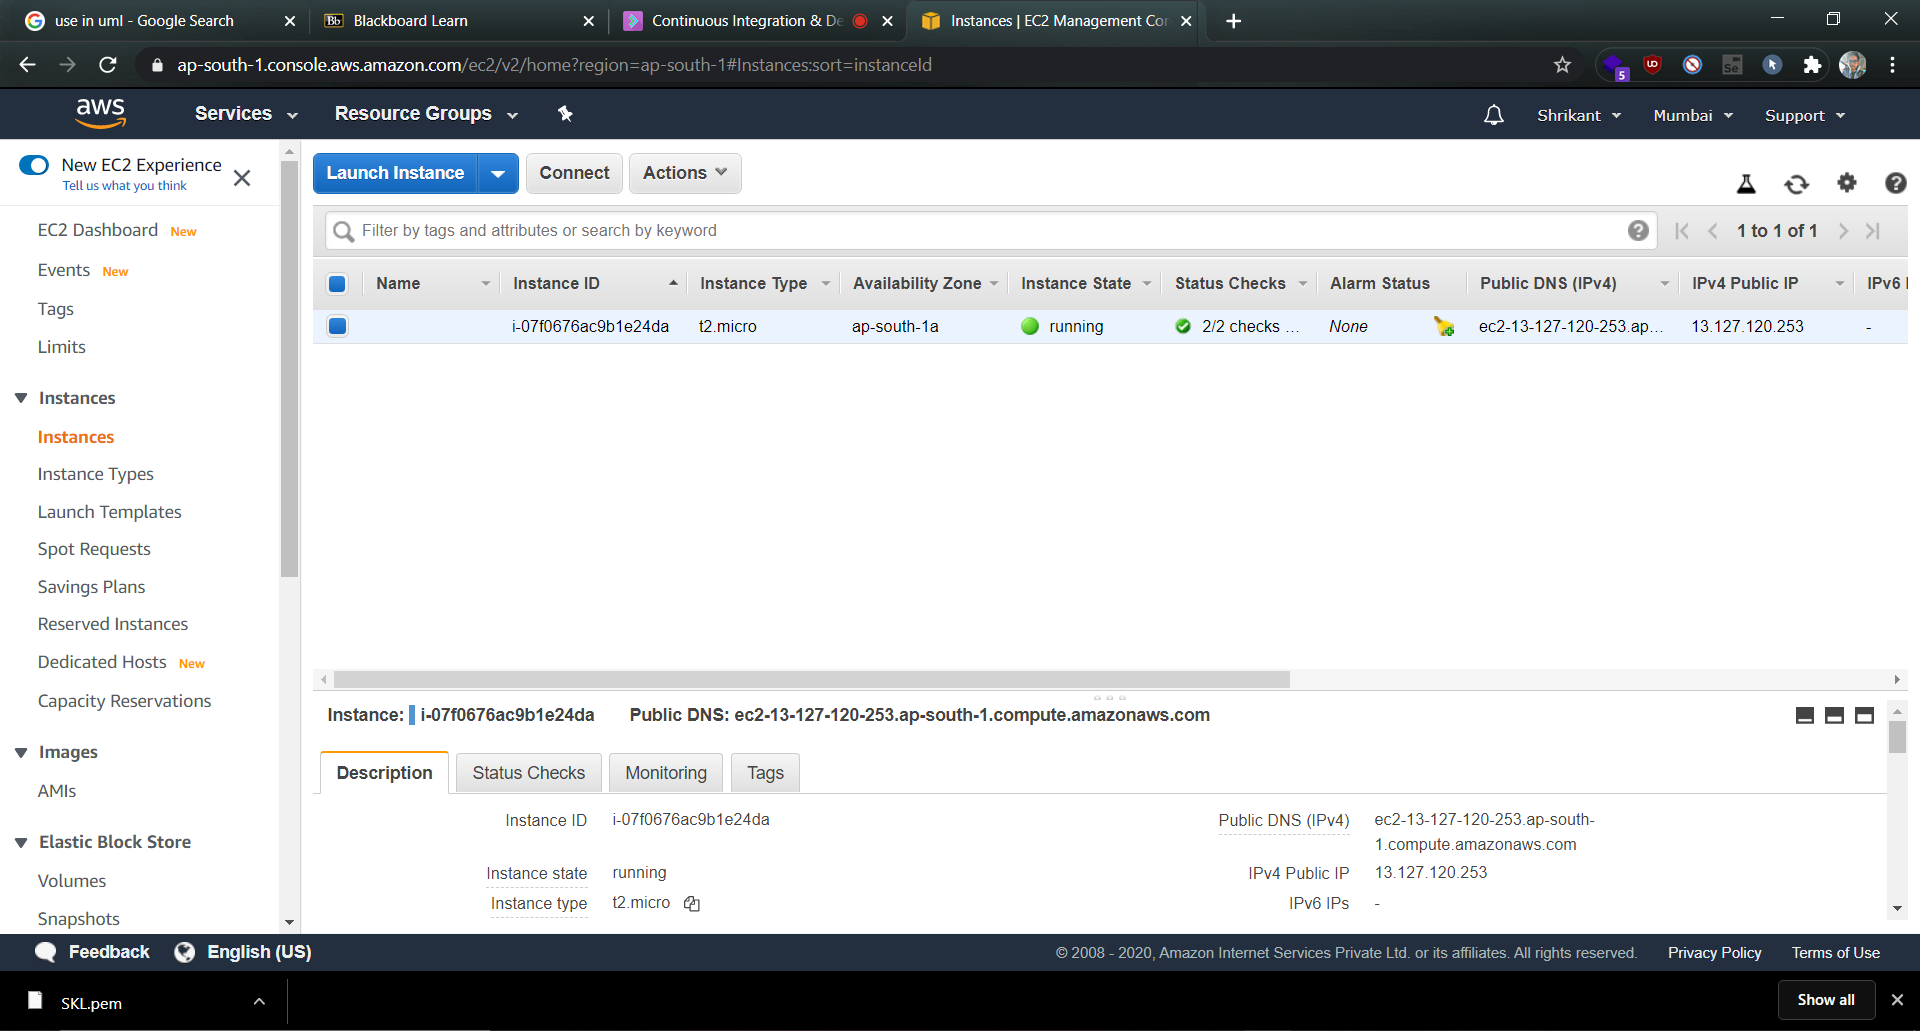 use in uml - Google Search
Blackboard Learn
Continuous Integration & De
Instances | EC2 Management Con
ap-south-1.console.aws.amazon.com/ec2/v2/home?region=ap-south-1#Instances:sort=instanceId
5
aws
Services
Resource Groups
Shrikant
Mumbai
Support
New EC2 Experience
Tell us what you think
EC2 Dashboard New
Events New
Tags
Limits
Instances
Instances
Instance Types
Launch Templates
Spot Requests
Savings Plans
Reserved Instances
Dedicated Hosts New
Capacity Reservations
Images
AMIs
Elastic Block Store
Volumes
Snapshots
Launch Instance
Connect
Actions
Filter by tags and attributes or search by keyword
1 to 1 of 1
Name Instance ID Instance Type Availability Zone Instance State Status Checks Alarm Status Public DNS (IPv4) IPv4 Public IP IPv6 I
i-07f0676ac9b1e24da t2.micro ap-south-1a running 2/2 checks ... None ec2-13-127-120-253.ap... 13.127.120.253 -
Instance: i-07f0676ac9b1e24da Public DNS: ec2-13-127-120-253.ap-south-1.compute.amazonaws.com
Description Status Checks Monitoring Tags
Instance ID i-07f0676ac9b1e24da
Instance state running
Instance type t2.micro
Public DNS (IPv4) ec2-13-127-120-253.ap-south-
1.compute.amazonaws.com
IPv4 Public IP 13.127.120.253
IPv6 IPs -
Feedback
English (US)
© 2008 - 2020, Amazon Internet Services Private Ltd. or its affiliates. All rights reserved.
Privacy Policy
Terms of Use
SKL.pem
Show all